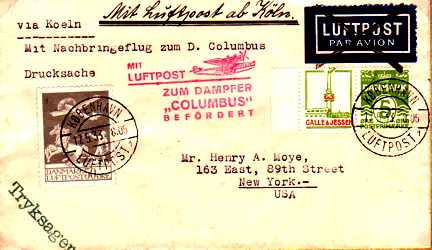 via Koeln
Mit Luftpost ab Köln.
LUFTPOST
PAR AVION
Mit Nachbringeflug zum D. Columbus
Drucksache
MIT
LUFTPOST
ZUM DAMPFER
„COLUMBUS"
BEFÖRDERT
KØBENHAVN
LUFTPOST
DANMARK
LUFTPOST
GALLE & JESSEN
KØBENHAVN
LUFTPOST
Mr. Henry A. Moye,
163 East, 89th Street
New York.-
USA
Tryksager